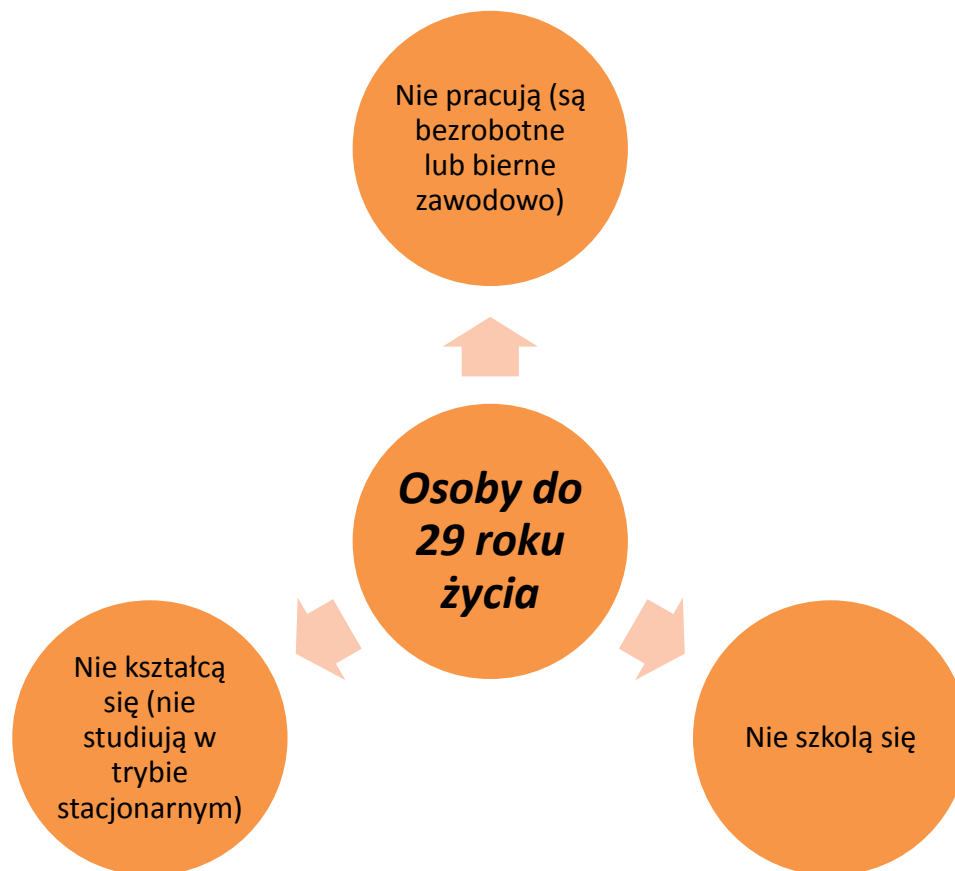 Nie pracują (są
bezrobotne
lub bierne
zawodowo)
Osoby do
29 roku
życia
Nie kształcą
się (nie
studiują w
trybie
stacjonarnym)
Nie szkolą się